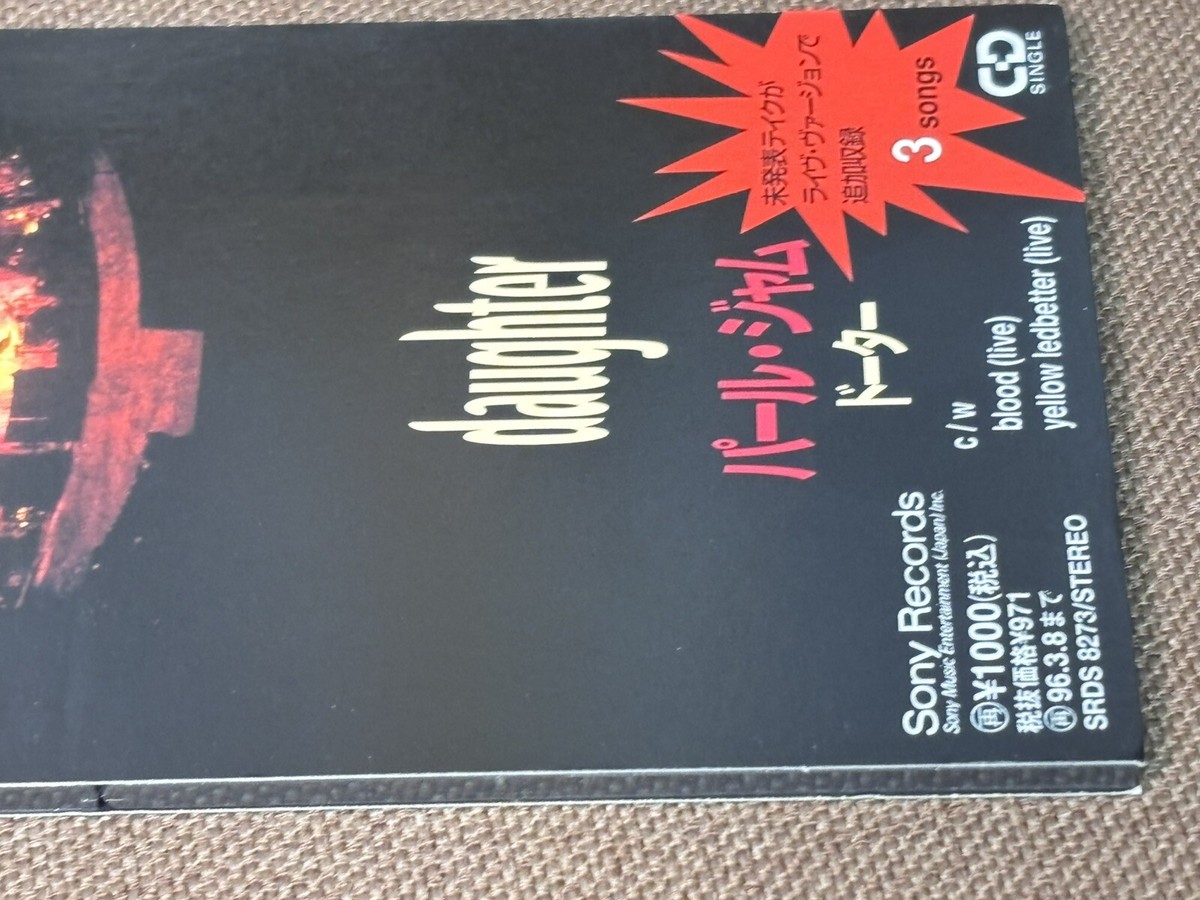 daughter
パール・ジャム
ドーター
未発表テイクが
ライヴ・ヴァージョンで
追加収録
3 songs
CD
SINGLE
c/w
blood (live)
yellow ledbetter (live)
Sony Records
Sony Music Entertainment (Japan) Inc.
再¥1000(税込)
税抜価格¥971
再96.3.8まで
SRDS 8273/STEREO